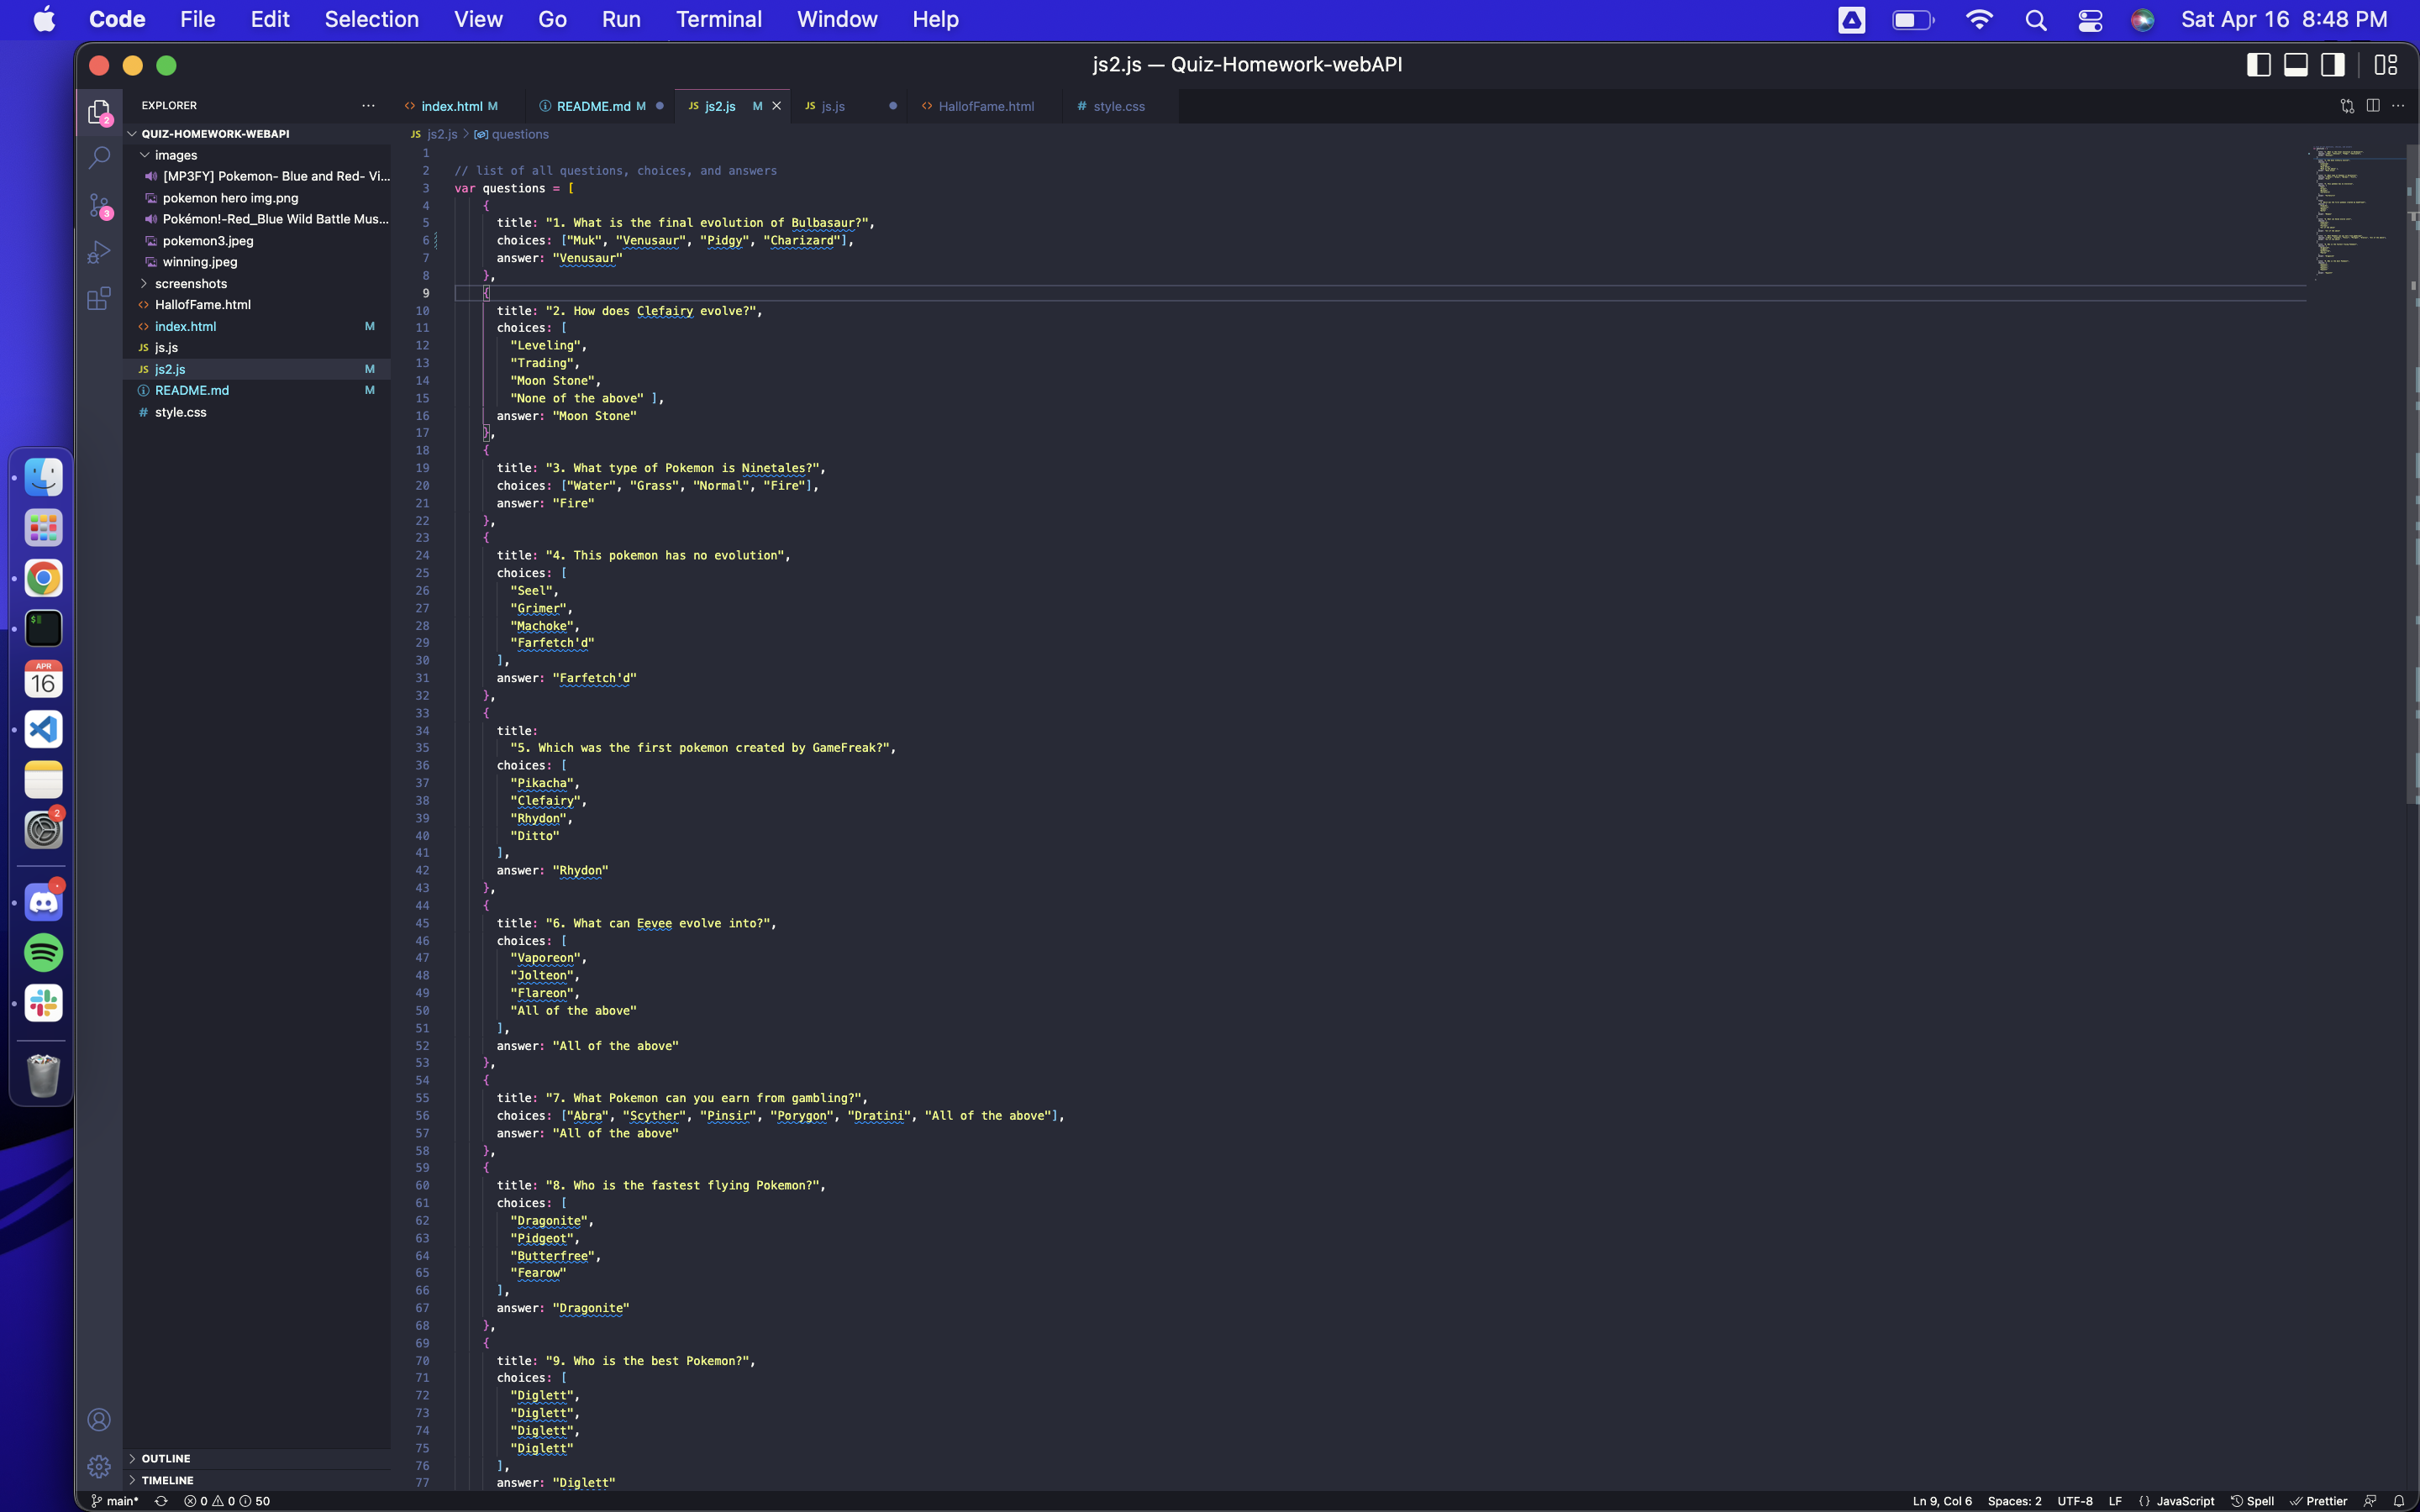 Code File Edit Selection View Go Run Terminal Window Help Sat Apr 16 8:48 PM
js2.js — Quiz-Homework-webAPI
EXPLORER ···
index.html M README.md M JS js2.js M JS js.js HallofFame.html # style.css
2
QUIZ-HOMEWORK-WEBAPI
JS js2.js > questions
images
[MP3FY] Pokemon- Blue and Red- Vi...
pokemon hero img.png
3
Pokémon!-Red_Blue Wild Battle Mus...
pokemon3.jpeg
winning.jpeg
screenshots
HallofFame.html
index.html M
JS js.js
JS js2.js M
README.md M
# style.css
1
2 // list of all questions, choices, and answers
3 var questions = [
4 {
5 title: "1. What is the final evolution of Bulbasaur?",
6 choices: ["Muk", "Venusaur", "Pidgy", "Charizard"],
7 answer: "Venusaur"
8 },
9 {
10 title: "2. How does Clefairy evolve?",
11 choices: [
12 "Leveling",
13 "Trading",
14 "Moon Stone",
15 "None of the above" ],
16 answer: "Moon Stone"
17 },
18 {
19 title: "3. What type of Pokemon is Ninetales?",
20 choices: ["Water", "Grass", "Normal", "Fire"],
21 answer: "Fire"
22 },
23 {
24 title: "4. This pokemon has no evolution",
25 choices: [
26 "Seel",
27 "Grimer",
28 "Machoke",
29 "Farfetch'd"
30 ],
31 answer: "Farfetch'd"
32 },
33 {
34 title:
35 "5. Which was the first pokemon created by GameFreak?",
36 choices: [
37 "Pikacha",
38 "Clefairy",
39 "Rhydon",
40 "Ditto"
41 ],
42 answer: "Rhydon"
43 },
44 {
45 title: "6. What can Eevee evolve into?",
46 choices: [
47 "Vaporeon",
48 "Jolteon",
49 "Flareon",
50 "All of the above"
51 ],
52 answer: "All of the above"
53 },
54 {
55 title: "7. What Pokemon can you earn from gambling?",
56 choices: ["Abra", "Scyther", "Pinsir", "Porygon", "Dratini", "All of the above"],
57 answer: "All of the above"
58 },
59 {
60 title: "8. Who is the fastest flying Pokemon?",
61 choices: [
62 "Dragonite",
63 "Pidgeot",
64 "Butterfree",
65 "Fearow"
66 ],
67 answer: "Dragonite"
68 },
69 {
70 title: "9. Who is the best Pokemon?",
71 choices: [
72 "Diglett",
73 "Diglett",
74 "Diglett",
75 "Diglett"
76 ],
77 answer: "Diglett"
$
APR
16
2
OUTLINE
TIMELINE
main* 0 0 50 Ln 9, Col 6 Spaces: 2 UTF-8 LF {} JavaScript Spell Prettier